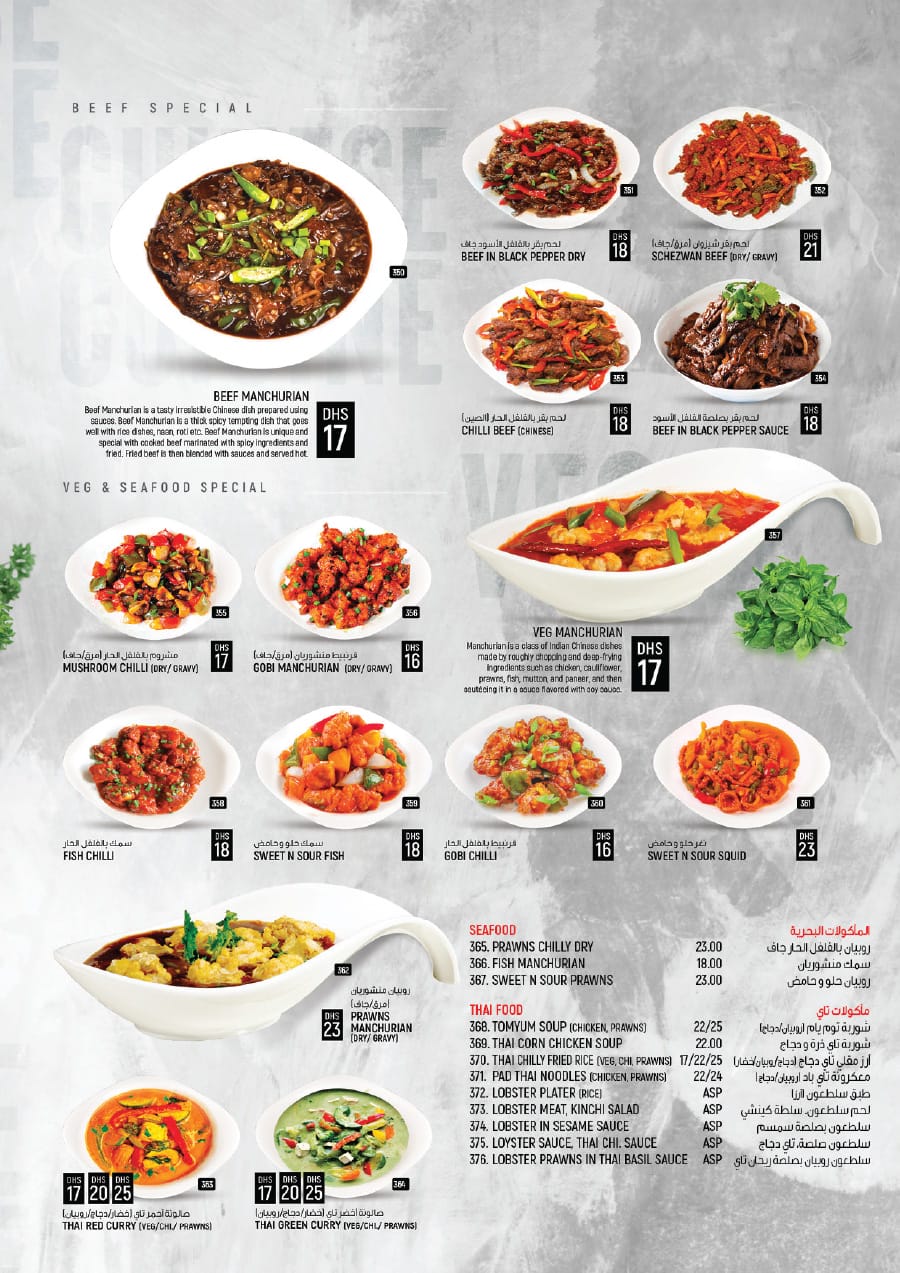 BEEF SPECIAL
CHINESE
CUISINE
350
BEEF MANCHURIAN
Beef Manchurian is a tasty irresistible Chinese dish prepared using
sauces. Beef Manchurian is a thick spicy tempting dish that goes
well with rice dishes, naan, roti etc. Beef Manchurian is unique and
special with cooked beef marinated with spicy ingredients and
fried. Fried beef is then blended with sauces and served hot.
DHS
17
351
لحم بقر بالفلفل الأسود جاف
BEEF IN BLACK PEPPER DRY
DHS
18
352
لحم بقر شيزوان (مرق/جاف)
SCHEZWAN BEEF (DRY/ GRAVY)
DHS
21
353
لحم بقر بالفلفل الحار (الصين)
CHILLI BEEF (CHINESE)
DHS
18
354
لحم بقر بصلصة الفلفل الأسود
BEEF IN BLACK PEPPER SAUCE
DHS
18
VEG & SEAFOOD SPECIAL
VEG
355
مشروم بالفلفل الحار (مرق/جاف)
MUSHROOM CHILLI (DRY/ GRAVY)
DHS
17
356
قرنبيط منشوريان (مرق/جاف)
GOBI MANCHURIAN (DRY/ GRAVY)
DHS
16
357
VEG MANCHURIAN
Manchurian is a class of Indian Chinese dishes
made by roughly chopping and deep-frying
ingredients such as chicken, cauliflower,
prawns, fish, mutton, and paneer, and then
sautéeing it in a sauce flavored with soy sauce.
DHS
17
358
سمك بالفلفل الحار
FISH CHILLI
DHS
18
359
سمك حلو و حامض
SWEET N SOUR FISH
DHS
18
360
قرنبيط بالفلفل الحار
GOBI CHILLI
DHS
16
361
حلو وحامض
SWEET N SOUR SQUID
DHS
23
362
روبيان منشوريان
(مرق/جاف)
PRAWNS
MANCHURIAN
(DRY/ GRAVY)
DHS
23
363
DHS 17 DHS 20 DHS 25
صالونة أحمر تاي (خضار/دجاج/روبيان)
THAI RED CURRY (VEG/CHI./ PRAWNS)
364
DHS 17 DHS 20 DHS 25
صالونة أخضر تاي (خضار/دجاج/روبيان)
THAI GREEN CURRY (VEG/CHI./ PRAWNS)
SEAFOOD المأكولات البحرية
365. PRAWNS CHILLY DRY 23.00 روبيان بالفلفل الحار جاف
366. FISH MANCHURIAN 18.00 سمك منشوريان
367. SWEET N SOUR PRAWNS 23.00 روبيان حلو و حامض
THAI FOOD مأكولات تاي
368. TOMYUM SOUP (CHICKEN, PRAWNS) 22/25 شوربة توم يام (روبيان/دجاج)
369. THAI CORN CHICKEN SOUP 22.00 شوربة تاي ذرة و دجاج
370. THAI CHILLY FRIED RICE (VEG, CHI, PRAWNS) 17/22/25 أرز مقلي تاي دجاج (دجاج/روبيان/خضار)
371. PAD THAI NOODLES (CHICKEN, PRAWNS) 22/24 معكرونة تاي باد (روبيان/دجاج)
372. LOBSTER PLATER (RICE) ASP طبق سلطعون (أرز)
373. LOBSTER MEAT, KINCHI SALAD ASP لحم سلطعون، سلطة كينشي
374. LOBSTER IN SESAME SAUCE ASP سلطعون بصلصة سمسم
375. LOYSTER SAUCE, THAI CHI. SAUCE ASP سلطعون صلصة، تاي دجاج
376. LOBSTER PRAWNS IN THAI BASIL SAUCE ASP سلطعون روبيان بصلصة ريحان تاي